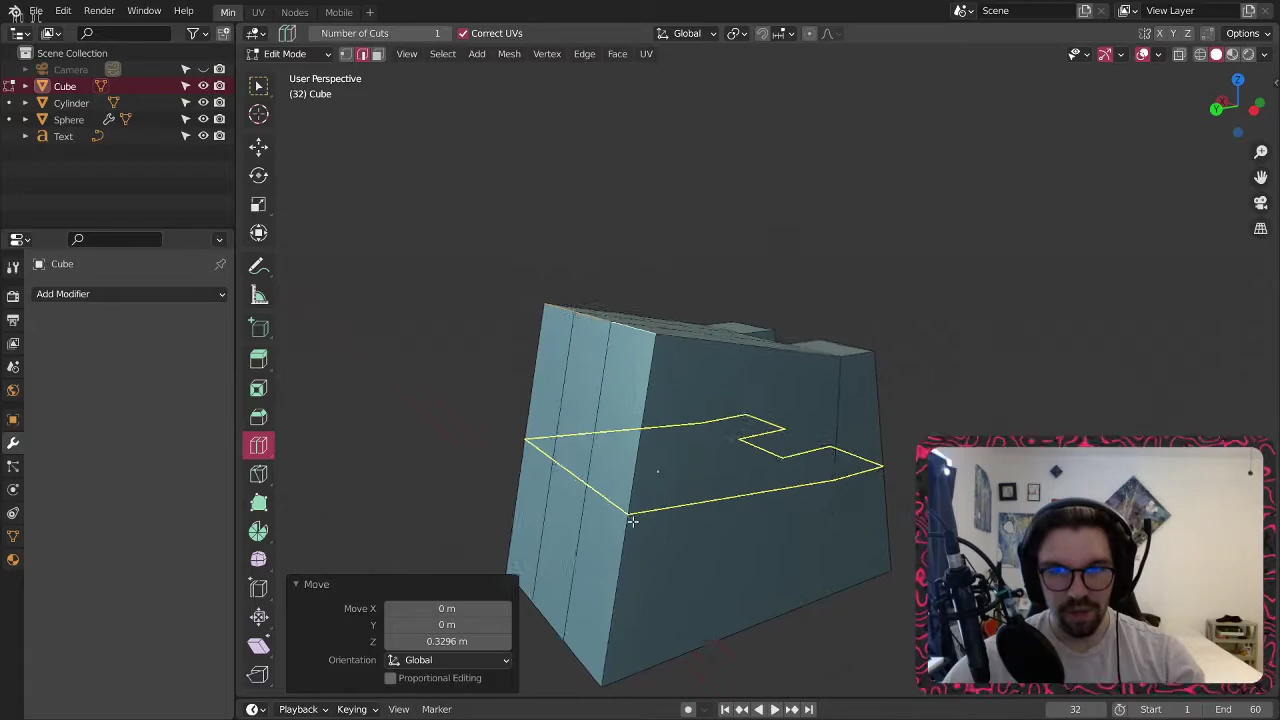 File Edit Render Window Help Min UV Nodes Mobile + Scene View Layer
Number of Cuts 1 Correct UVs Global X Y Z Options
Scene Collection
Camera
Cube
Cylinder
Sphere
Text
Edit Mode View Select Add Mesh Vertex Edge Face UV
User Perspective
(32) Cube
Z
X
Y
Cube
Add Modifier
Move
Move X 0 m
Y 0 m
Z 0.3296 m
Orientation Global
Proportional Editing
Playback Keying View Marker 32 Start 1 End 60